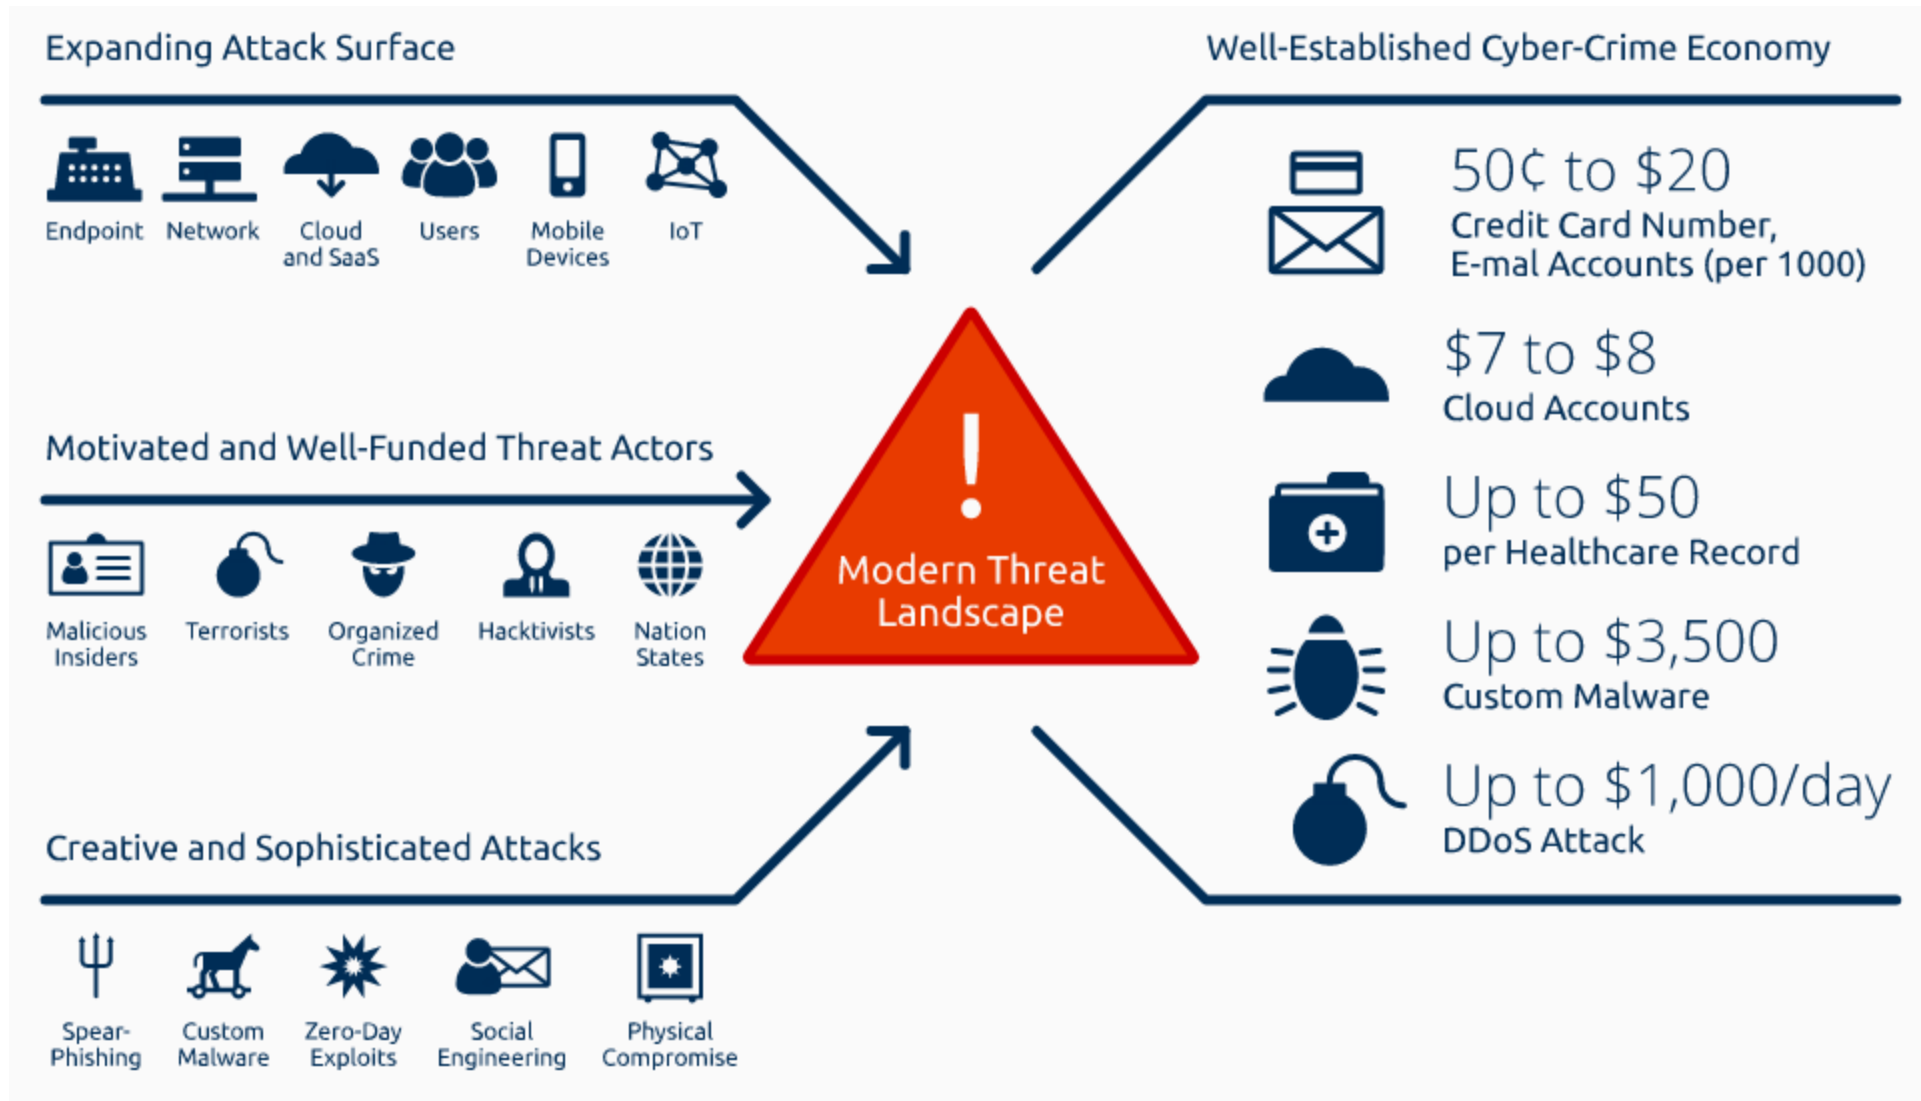 Expanding Attack Surface
Endpoint
Network
Cloud
and SaaS
Users
Mobile
Devices
IoT
Motivated and Well-Funded Threat Actors
Malicious
Insiders
Terrorists
Organized
Crime
Hacktivists
Nation
States
Creative and Sophisticated Attacks
Spear-
Phishing
Custom
Malware
Zero-Day
Exploits
Social
Engineering
Physical
Compromise
!
Modern Threat
Landscape
Well-Established Cyber-Crime Economy
50¢ to $20
Credit Card Number,
E-mal Accounts (per 1000)
$7 to $8
Cloud Accounts
Up to $50
per Healthcare Record
Up to $3,500
Custom Malware
Up to $1,000/day
DDoS Attack